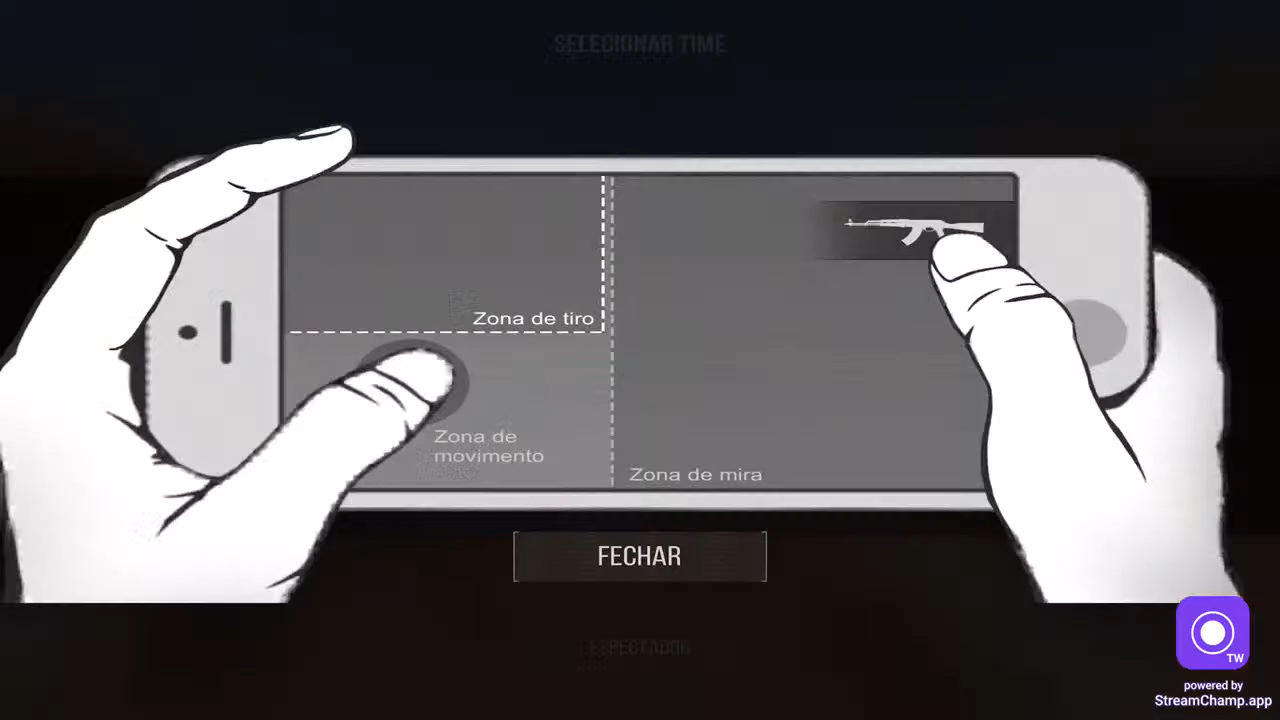 SELECIONAR TIME
Zona de tiro
Zona de
movimento
Zona de mira
FECHAR
ESPECTADOR
TW
powered by
StreamChamp.app